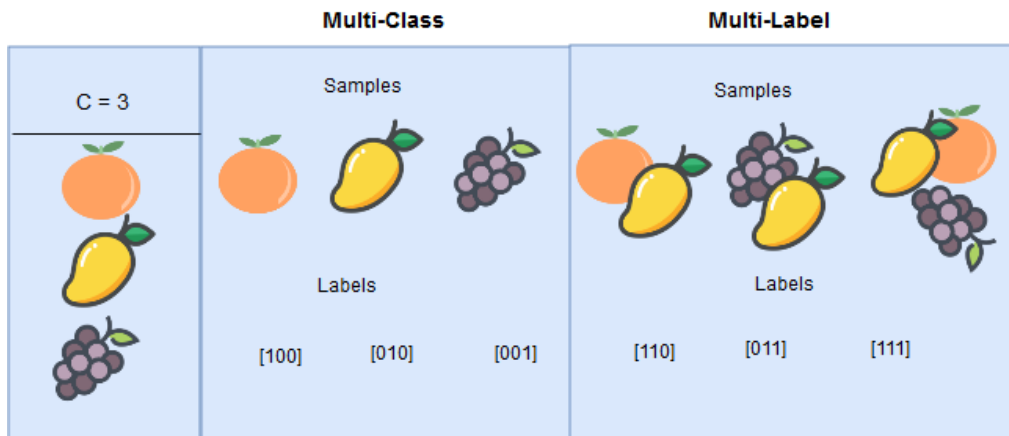 Multi-Class
Multi-Label
C = 3
Samples
Samples
Labels
Labels
[100] [010] [001]
[110] [011] [111]